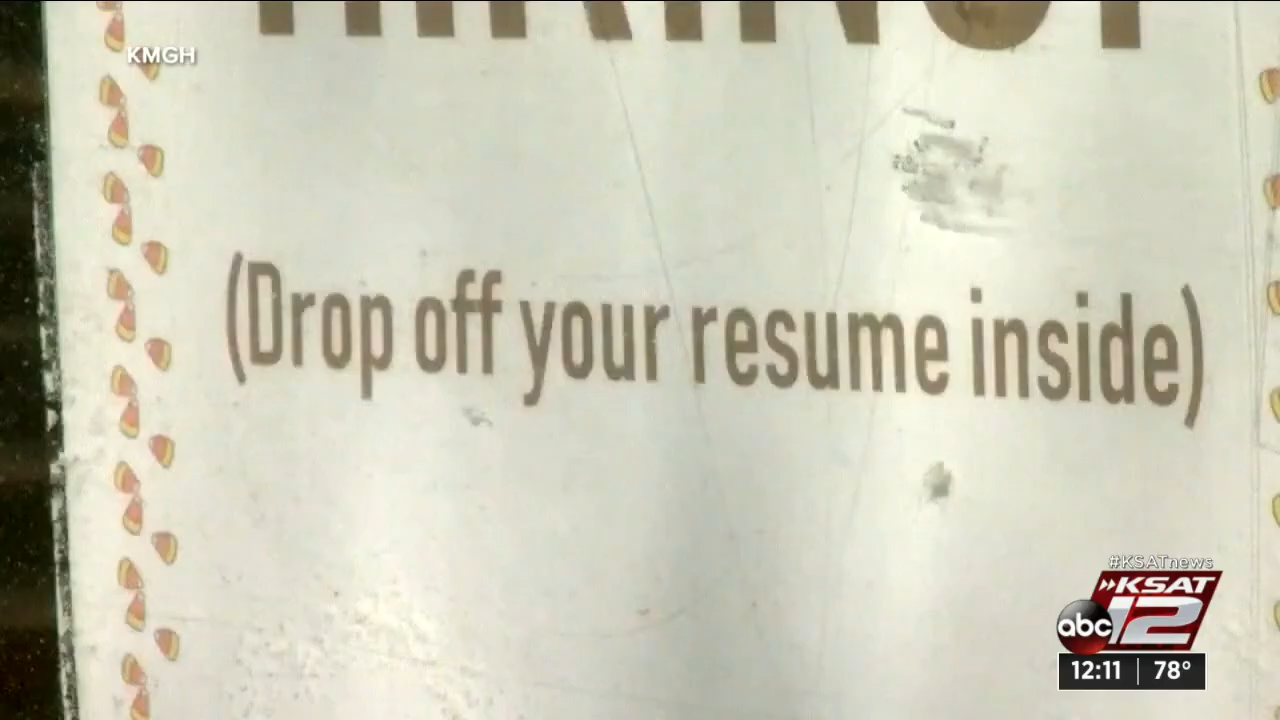 KMGH
(Drop off your resume inside)
#KSATnews
KSAT
abc 12
12:11 78°